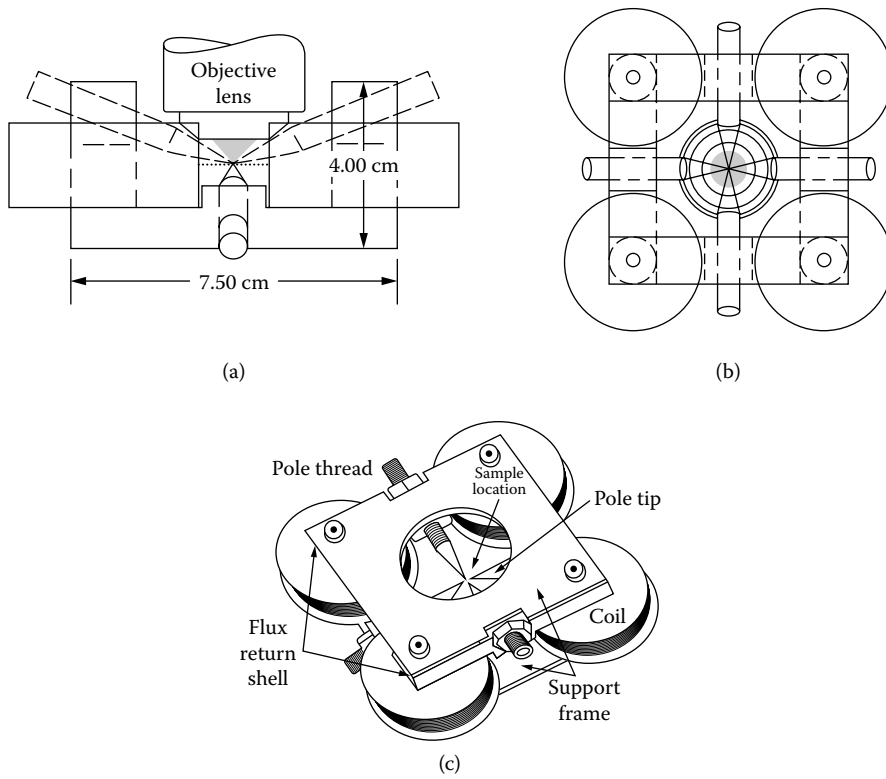 Objective
lens
4.00 cm
7.50 cm
(a)
(b)
Pole thread
Sample
location
Pole tip
Coil
Flux
return
shell
Support
frame
(c)